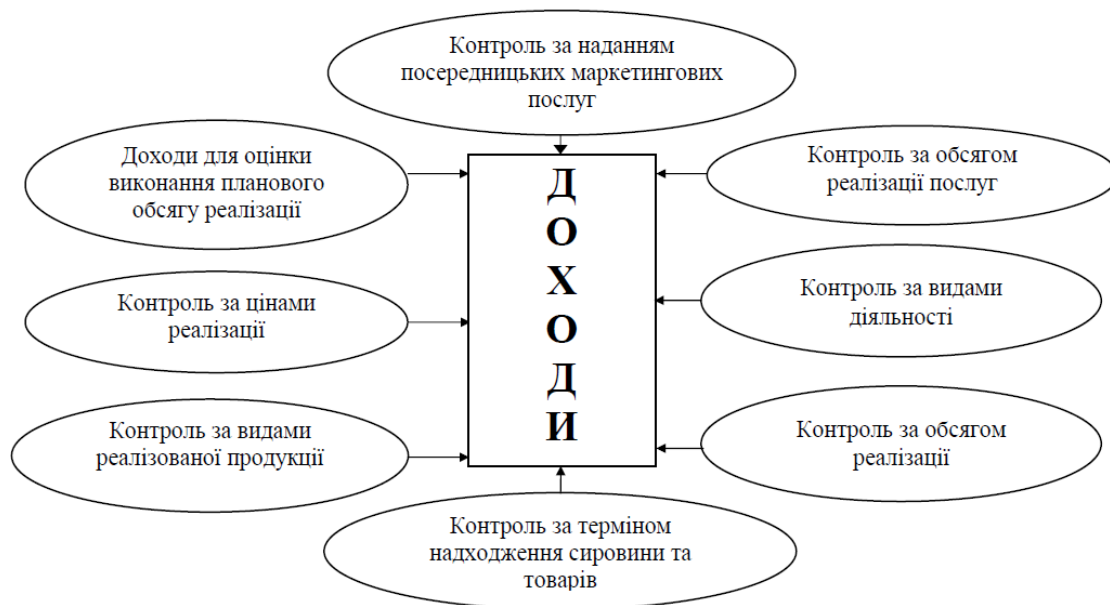 Контроль за наданням
посередницьких маркетингових
послуг
Доходи для оцінки
виконання планового
обсягу реалізації
Контроль за цінами
реалізації
Контроль за видами
реалізованої продукції
Д
О
Х
О
Д
И
Контроль за обсягом
реалізації послуг
Контроль за видами
діяльності
Контроль за обсягом
реалізації
Контроль за терміном
надходження сировини та
товарів